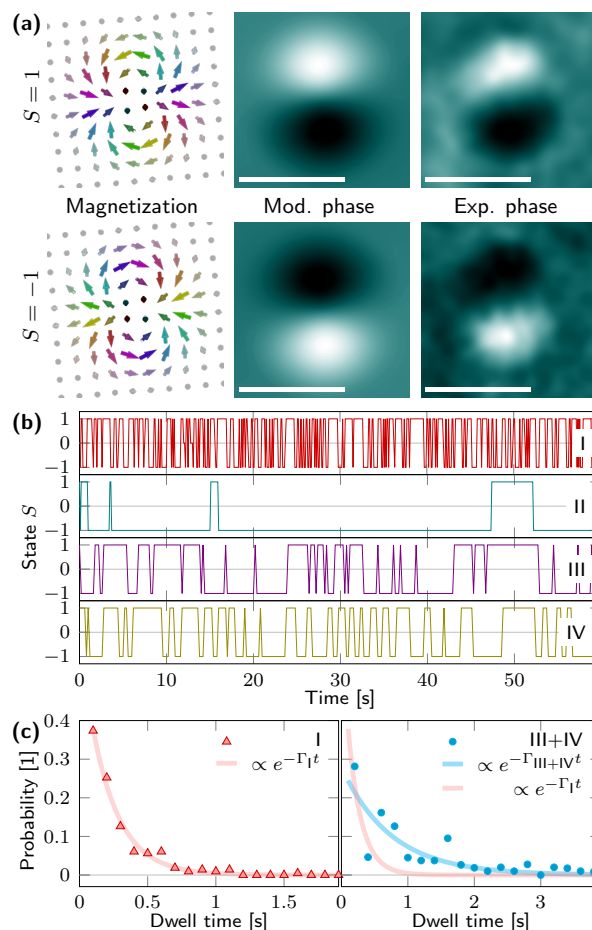 (a)
S = 1
Magnetization
Mod. phase
Exp. phase
S = −1
(b)
State S
1
0
−1
I
II
1
0
−1
III
IV
1
0
−1
0
10
20
30
40
50
Time [s]
(c)
Probability [1]
0.4
0.3
0.2
0.1
0
I
∝ e^{−Γ_I t}
0
0.5
1
1.5
Dwell time [s]
III+IV
∝ e^{−Γ_{III+IV} t}
∝ e^{−Γ_I t}
0
1
2
3
Dwell time [s]